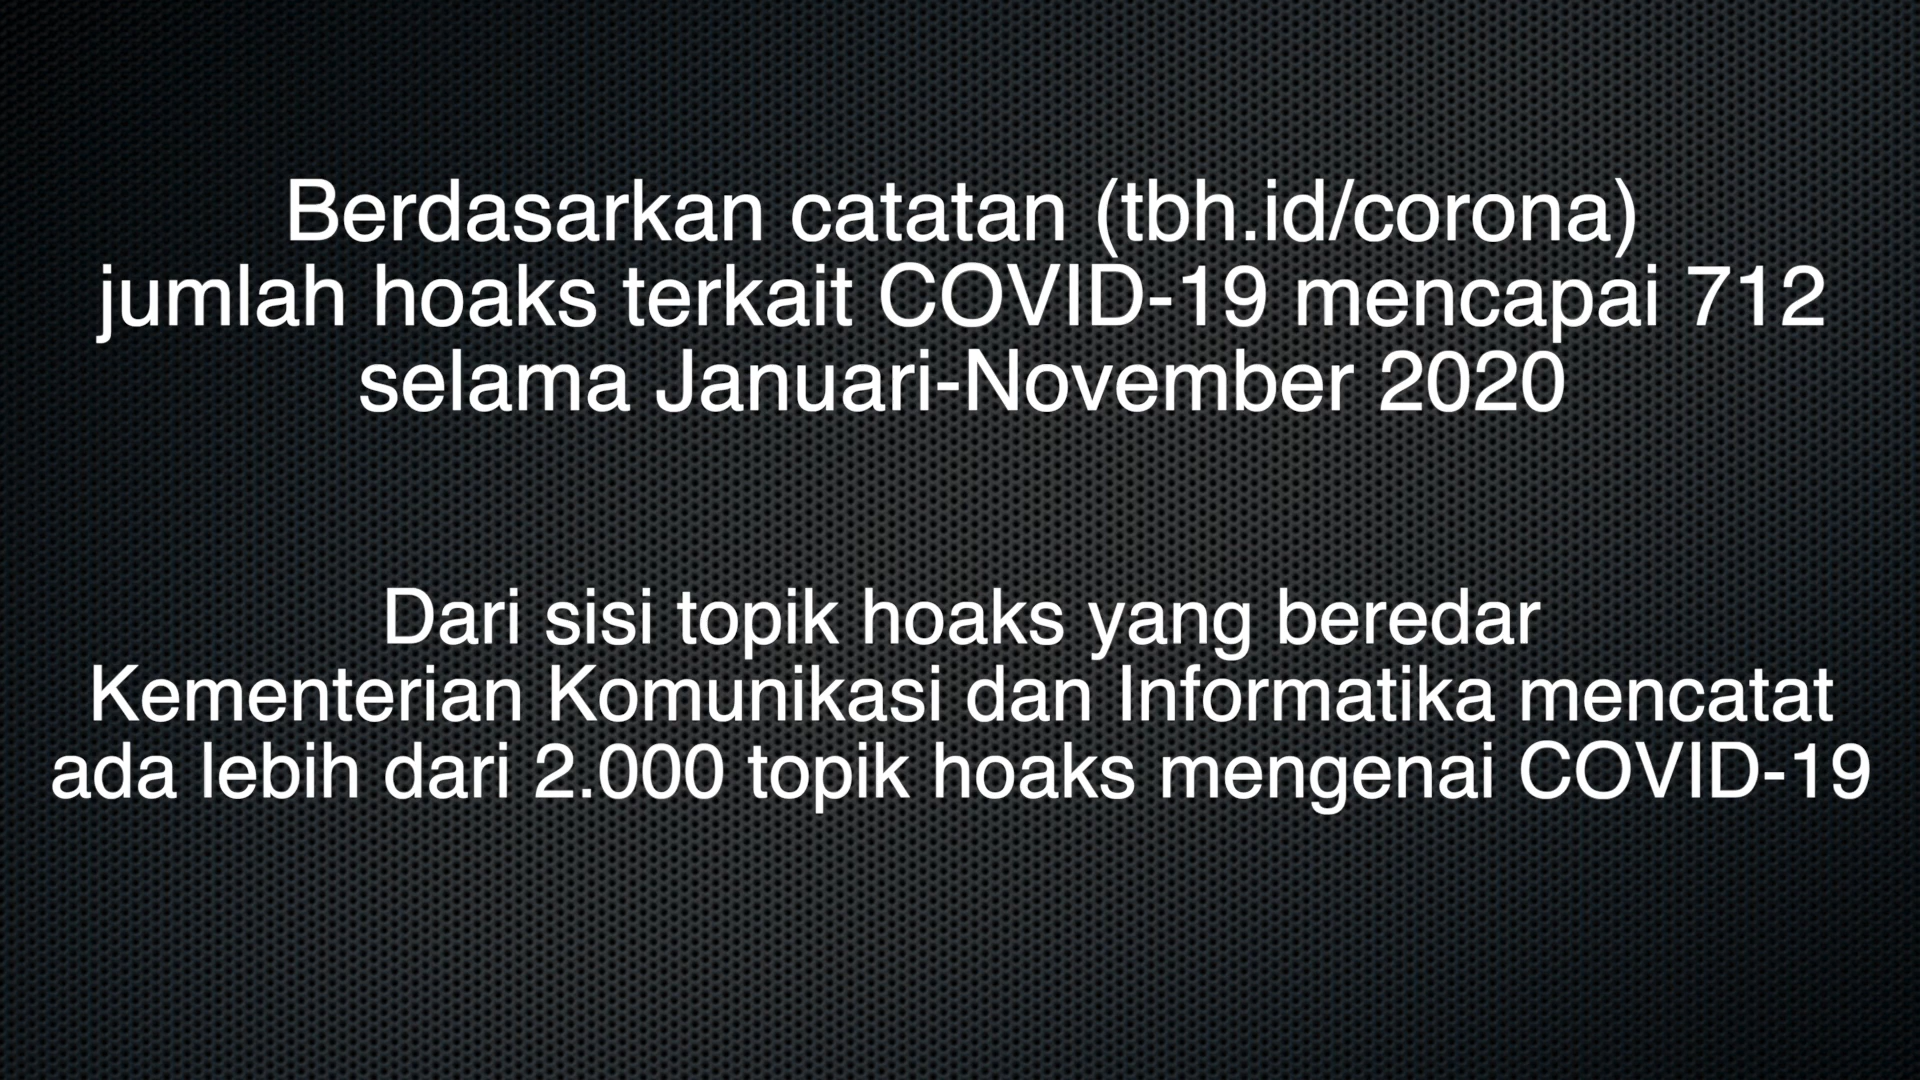 Berdasarkan catatan (tbh.id/corona)
jumlah hoaks terkait COVID-19 mencapai 712
selama Januari-November 2020
Dari sisi topik hoaks yang beredar
Kementerian Komunikasi dan Informatika mencatat
ada lebih dari 2.000 topik hoaks mengenai COVID-19